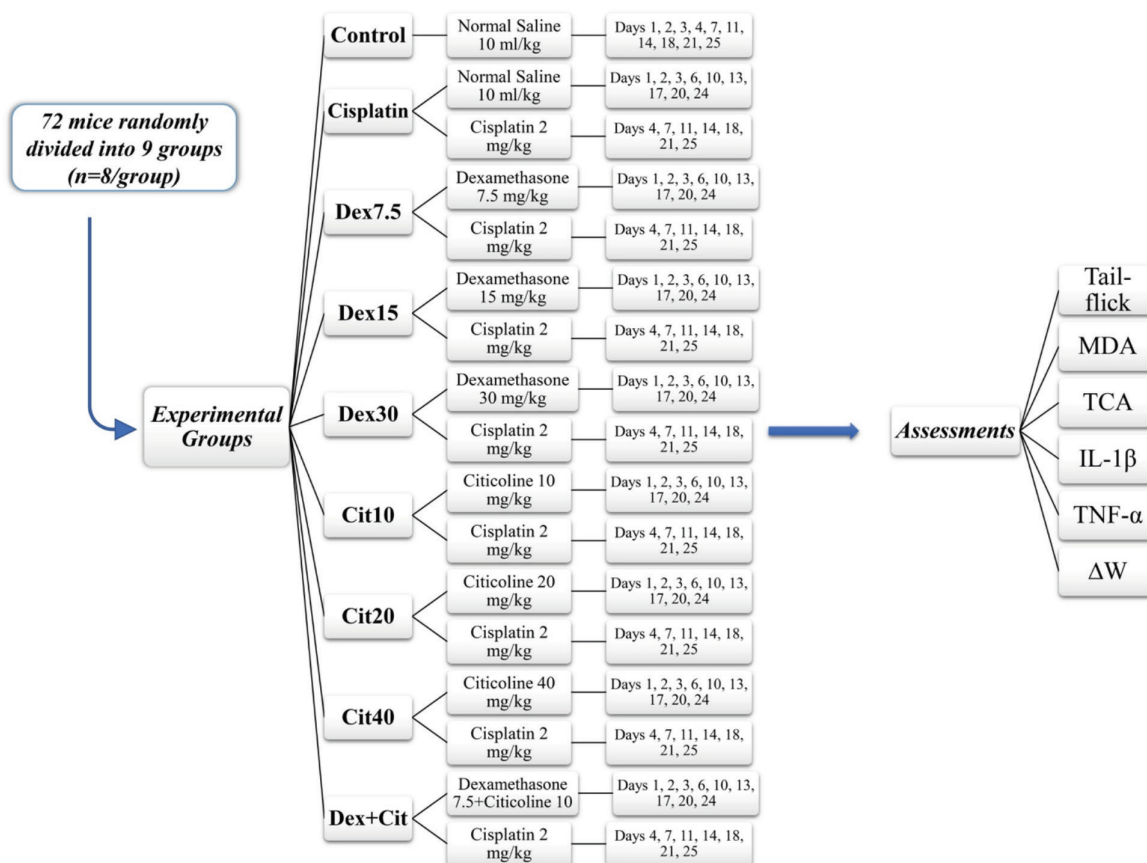 72 mice randomly
divided into 9 groups
(n=8/group)
Experimental
Groups
Control
Normal Saline
10 ml/kg
Days 1, 2, 3, 4, 7, 11,
14, 18, 21, 25
Cisplatin
Normal Saline
10 ml/kg
Days 1, 2, 3, 6, 10, 13,
17, 20, 24
Cisplatin 2
mg/kg
Days 4, 7, 11, 14, 18,
21, 25
Dex7.5
Dexamethasone
7.5 mg/kg
Days 1, 2, 3, 6, 10, 13,
17, 20, 24
Cisplatin 2
mg/kg
Days 4, 7, 11, 14, 18,
21, 25
Dex15
Dexamethasone
15 mg/kg
Days 1, 2, 3, 6, 10, 13,
17, 20, 24
Cisplatin 2
mg/kg
Days 4, 7, 11, 14, 18,
21, 25
Dex30
Dexamethasone
30 mg/kg
Days 1, 2, 3, 6, 10, 13,
17, 20, 24
Cisplatin 2
mg/kg
Days 4, 7, 11, 14, 18,
21, 25
Cit10
Citicoline 10
mg/kg
Days 1, 2, 3, 6, 10, 13,
17, 20, 24
Cisplatin 2
mg/kg
Days 4, 7, 11, 14, 18,
21, 25
Cit20
Citicoline 20
mg/kg
Days 1, 2, 3, 6, 10, 13,
17, 20, 24
Cisplatin 2
mg/kg
Days 4, 7, 11, 14, 18,
21, 25
Cit40
Citicoline 40
mg/kg
Days 1, 2, 3, 6, 10, 13,
17, 20, 24
Cisplatin 2
mg/kg
Days 4, 7, 11, 14, 18,
21, 25
Dex+Cit
Dexamethasone
7.5+Citicoline 10
Days 1, 2, 3, 6, 10, 13,
17, 20, 24
Cisplatin 2
mg/kg
Days 4, 7, 11, 14, 18,
21, 25
Assessments
Tail-
flick
MDA
TCA
IL-1β
TNF-α
ΔW